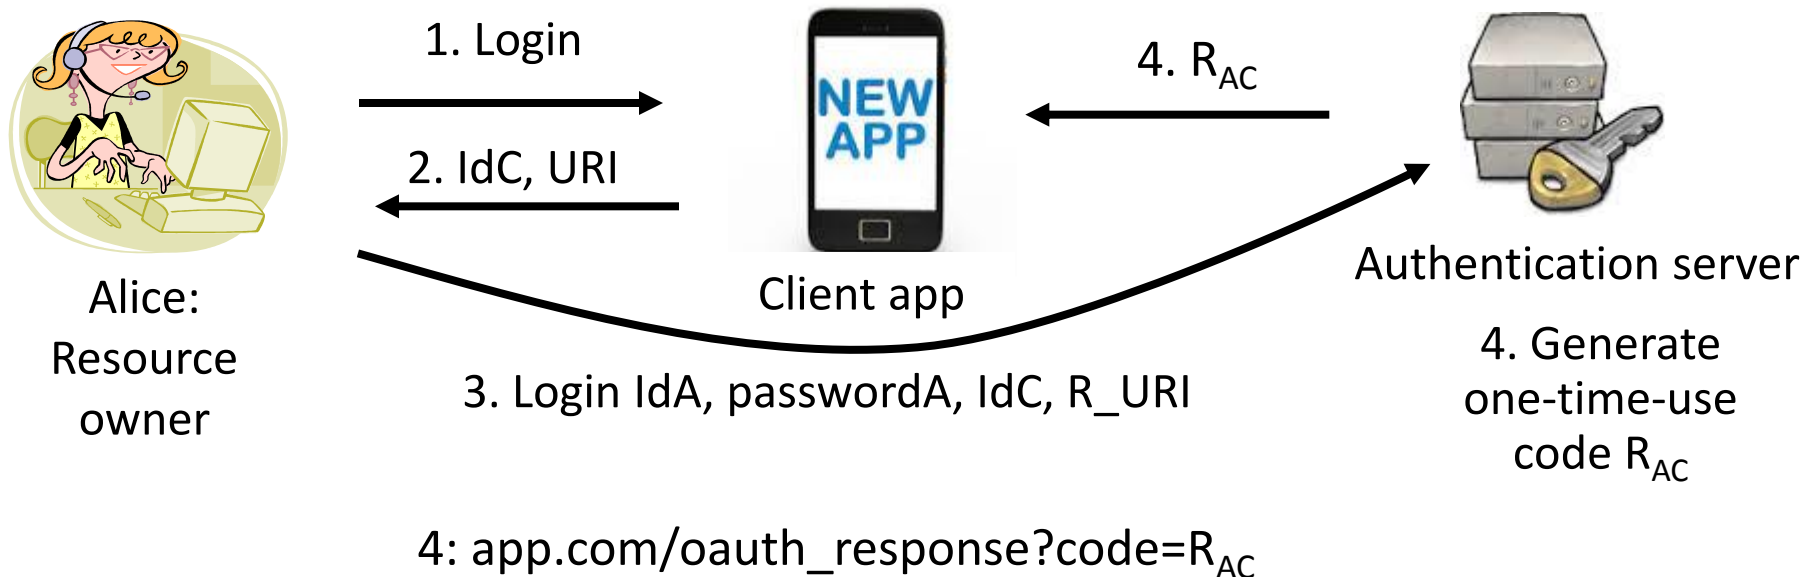 1. Login
2. IdC, URI
NEW
APP
4. R_AC
Alice:
Resource
owner
Client app
Authentication server
3. Login IdA, passwordA, IdC, R_URI
4. Generate
one-time-use
code R_AC
4: app.com/oauth_response?code=R_AC